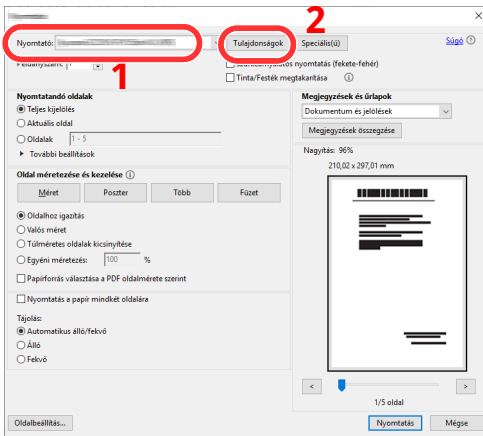 2
Nyomtató:
Tulajdonságok
Speciális(ú)
Súgó
1
Példányszám: 1
nyomtatás (fekete-fehér)
Tinta/Festék megtakarítása
Nyomtatandó oldalak
Teljes kijelölés
Aktuális oldal
Oldalak
1 - 5
További beállítások
Oldal méretezése és kezelése
Méret
Poszter
Több
Füzet
Oldalhoz igazítás
Valós méret
Túlméretes oldalak kicsinyítése
Egyéni méretezés: 100 %
Papírforrás választása a PDF oldalmérete szerint
Nyomtatás a papír mindkét oldalára
Tájolás:
Automatikus álló/fekvő
Álló
Fekvő
Megjegyzések és űrlapok
Dokumentum és jelölések
Megjegyzések összegzése
Nagyítás: 96%
210,02 x 297,01 mm
<
>
1/5 oldal
Oldalbeállítás...
Nyomtatás
Mégse